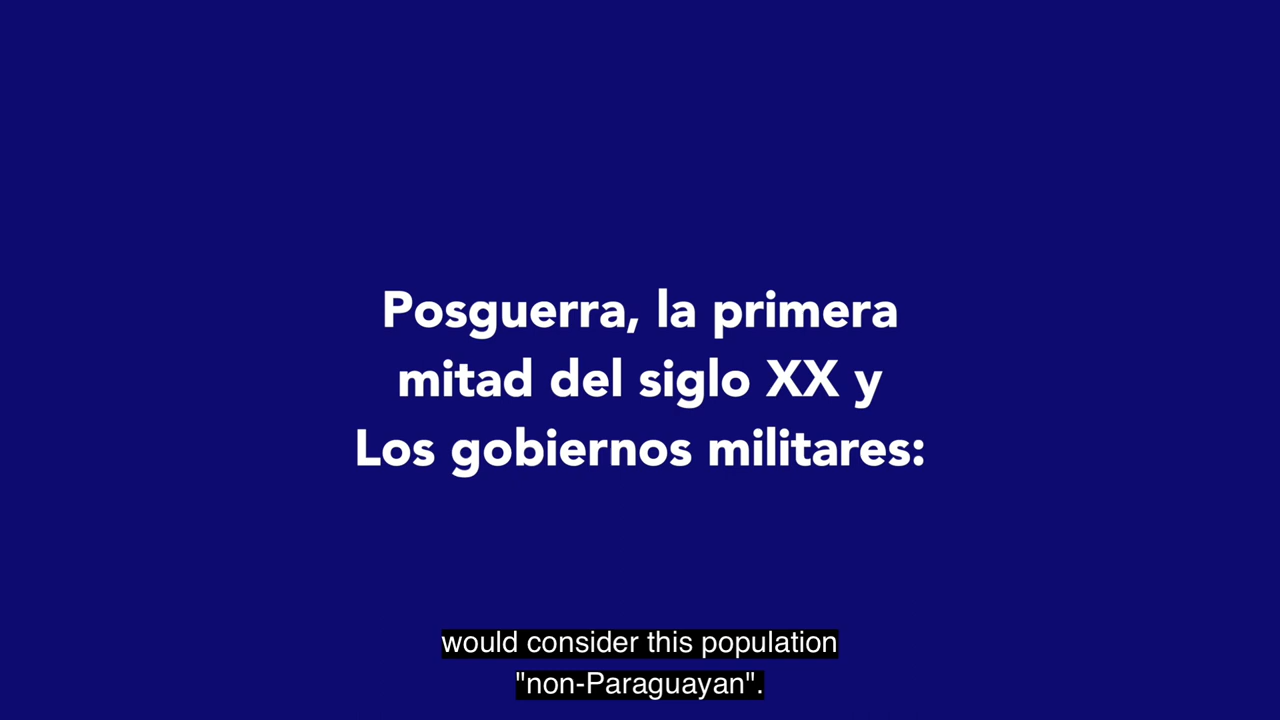 Posguerra, la primera
mitad del siglo XX y
Los gobiernos militares:
would consider this population
"non-Paraguayan".